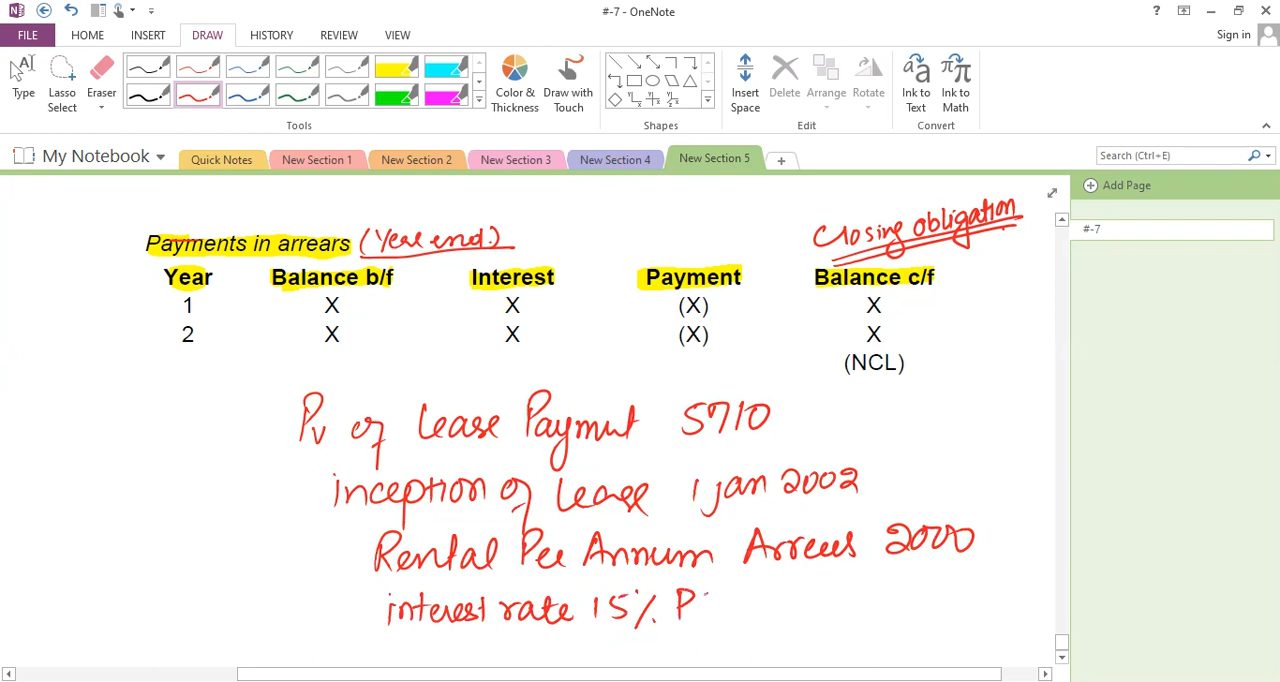 #-7 - OneNote
? 
Sign in
FILE HOME INSERT DRAW HISTORY REVIEW VIEW
Type
Lasso Select
Eraser
Color & Thickness
Draw with Touch
Insert Space
Delete
Arrange
Rotate
Ink to Text
Ink to Math
Tools
Shapes
Edit
Convert
My Notebook
Quick Notes
New Section 1
New Section 2
New Section 3
New Section 4
New Section 5
Search (Ctrl+E)
Add Page
#-7
Payments in arrears (Year end.) Closing obligation
Year Balance b/f Interest Payment Balance c/f
1 X X (X) X
2 X X (X) X
(NCL)
Pv of Lease Payment 5710
inception of Lease 1 jan 2002
Rental Per Annum Arrears 2000
interest rate 15% P